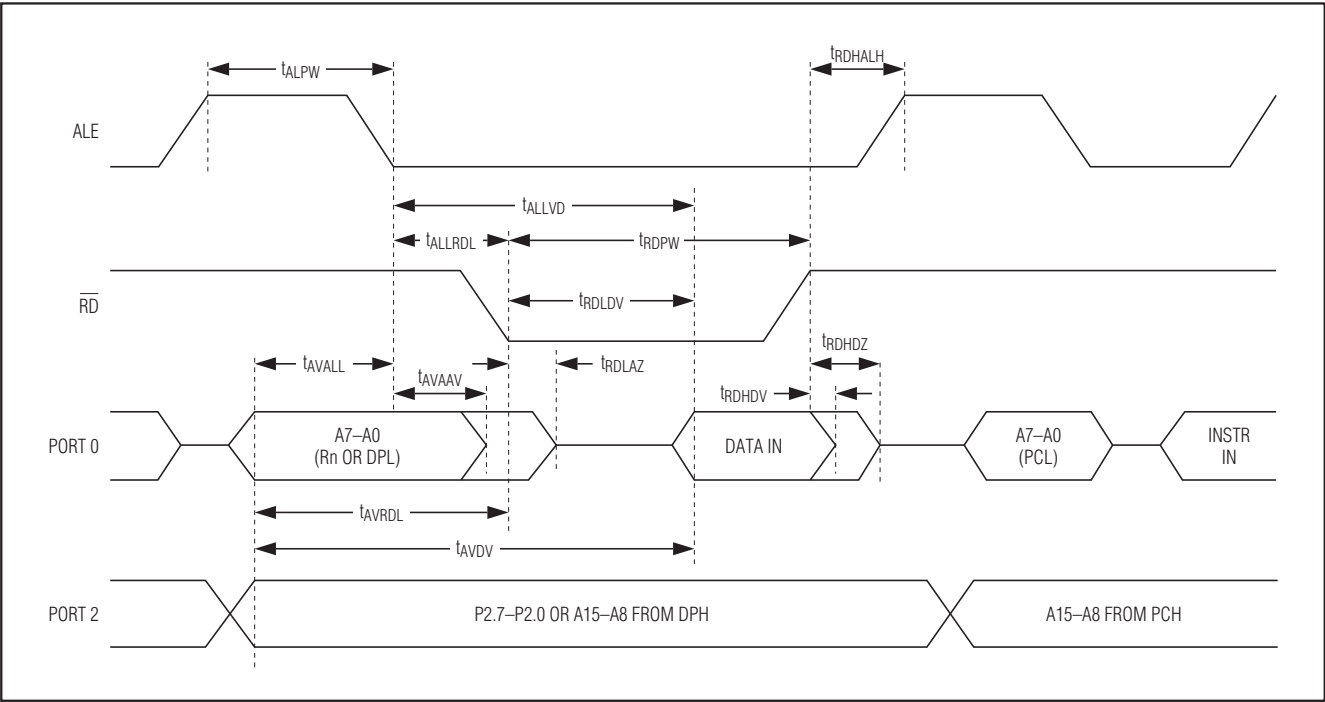 tRDHALH
tALPW
ALE
tALLVD
tALLRDL
tRDPW
RD
tRDLDV
tRDHDZ
tAVALL
tRDLAZ
tAVAAV
tRDHDV
PORT 0
A7–A0
(Rn OR DPL)
DATA IN
A7–A0
(PCL)
INSTR
IN
tAVRDL
tAVDV
PORT 2
P2.7–P2.0 OR A15–A8 FROM DPH
A15–A8 FROM PCH